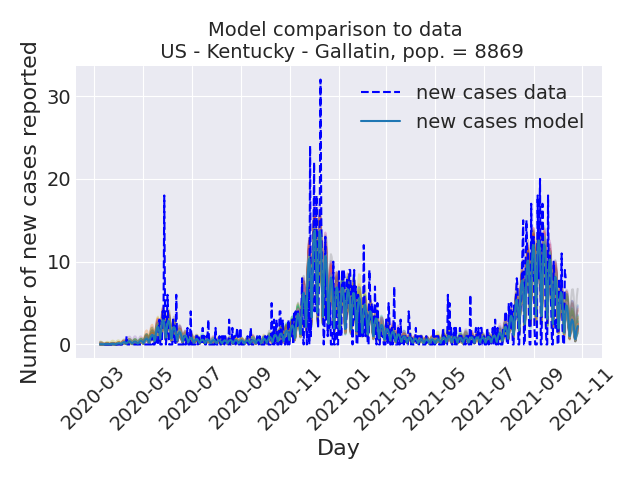 Model comparison to data
US - Kentucky - Gallatin, pop. = 8869
Number of new cases reported
30
20
10
0
new cases data
new cases model
2020-03
2020-05
2020-07
2020-09
2020-11
2021-01
2021-03
2021-05
2021-07
2021-09
2021-11
Day